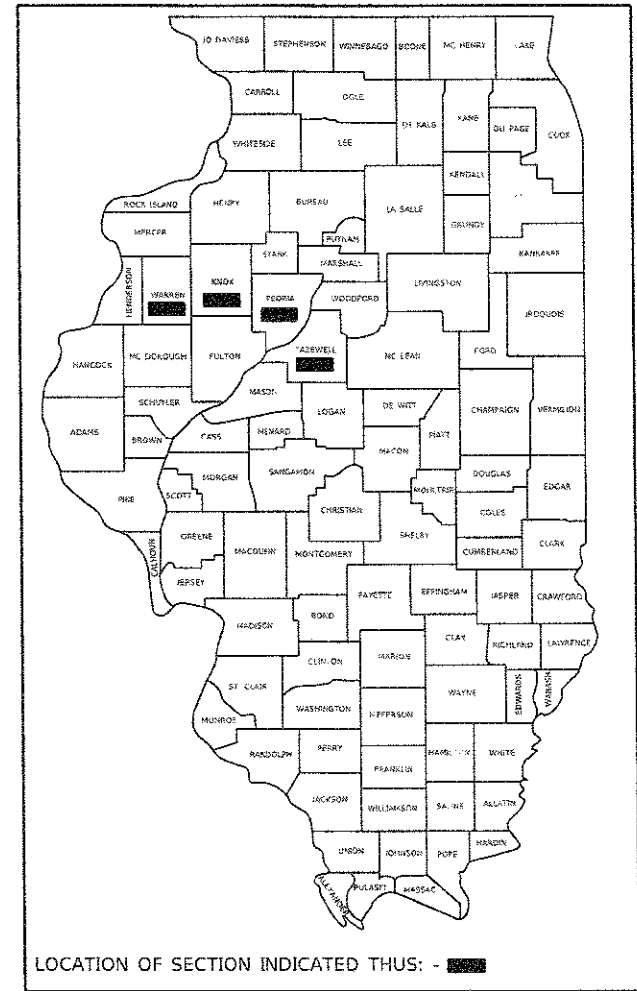 JO DAVIESS STEPHENSON WINNEBAGO BOONE MC HENRY LAKE
CARROLL OGLE DE KALB KANE DU PAGE COOK
WHITESIDE LEE KENDALL
ROCK ISLAND HENRY BUREAU LA SALLE GRUNDY
MERCER PUTNAM
STARK MARSHALL KANKAKEE
HENDERSON WARREN KNOX PEORIA WOODFORD LIVINGSTON IROQUOIS
HANCOCK MC DONOUGH FULTON TAZEWELL MC LEAN FORD
SCHUYLER MASON LOGAN DE WITT CHAMPAIGN VERMILION
ADAMS BROWN CASS MENARD MACON PIATT
PIKE SCOTT MORGAN SANGAMON CHRISTIAN MOULTRIE DOUGLAS EDGAR
COLES
CALHOUN GREENE MACOUPIN MONTGOMERY SHELBY CUMBERLAND CLARK
JERSEY FAYETTE EFFINGHAM JASPER CRAWFORD
MADISON BOND CLAY RICHLAND LAWRENCE
CLINTON MARION
ST CLAIR WAYNE EDWARDS WABASH
MONROE WASHINGTON JEFFERSON
RANDOLPH PERRY HAMILTON WHITE
FRANKLIN
JACKSON WILLIAMSON SALINE ALLATIN
UNION JOHNSON POPE HARDIN
ALEXANDER PULASKI MASSAC
LOCATION OF SECTION INDICATED THUS: -